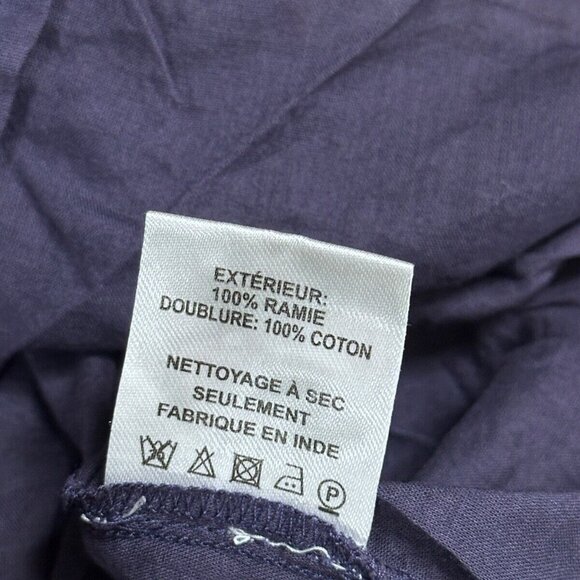 EXTÉRIEUR:
100% RAMIE
DOUBLURE: 100% COTON
NETTOYAGE À SEC
SEULEMENT
FABRIQUE EN INDE
P